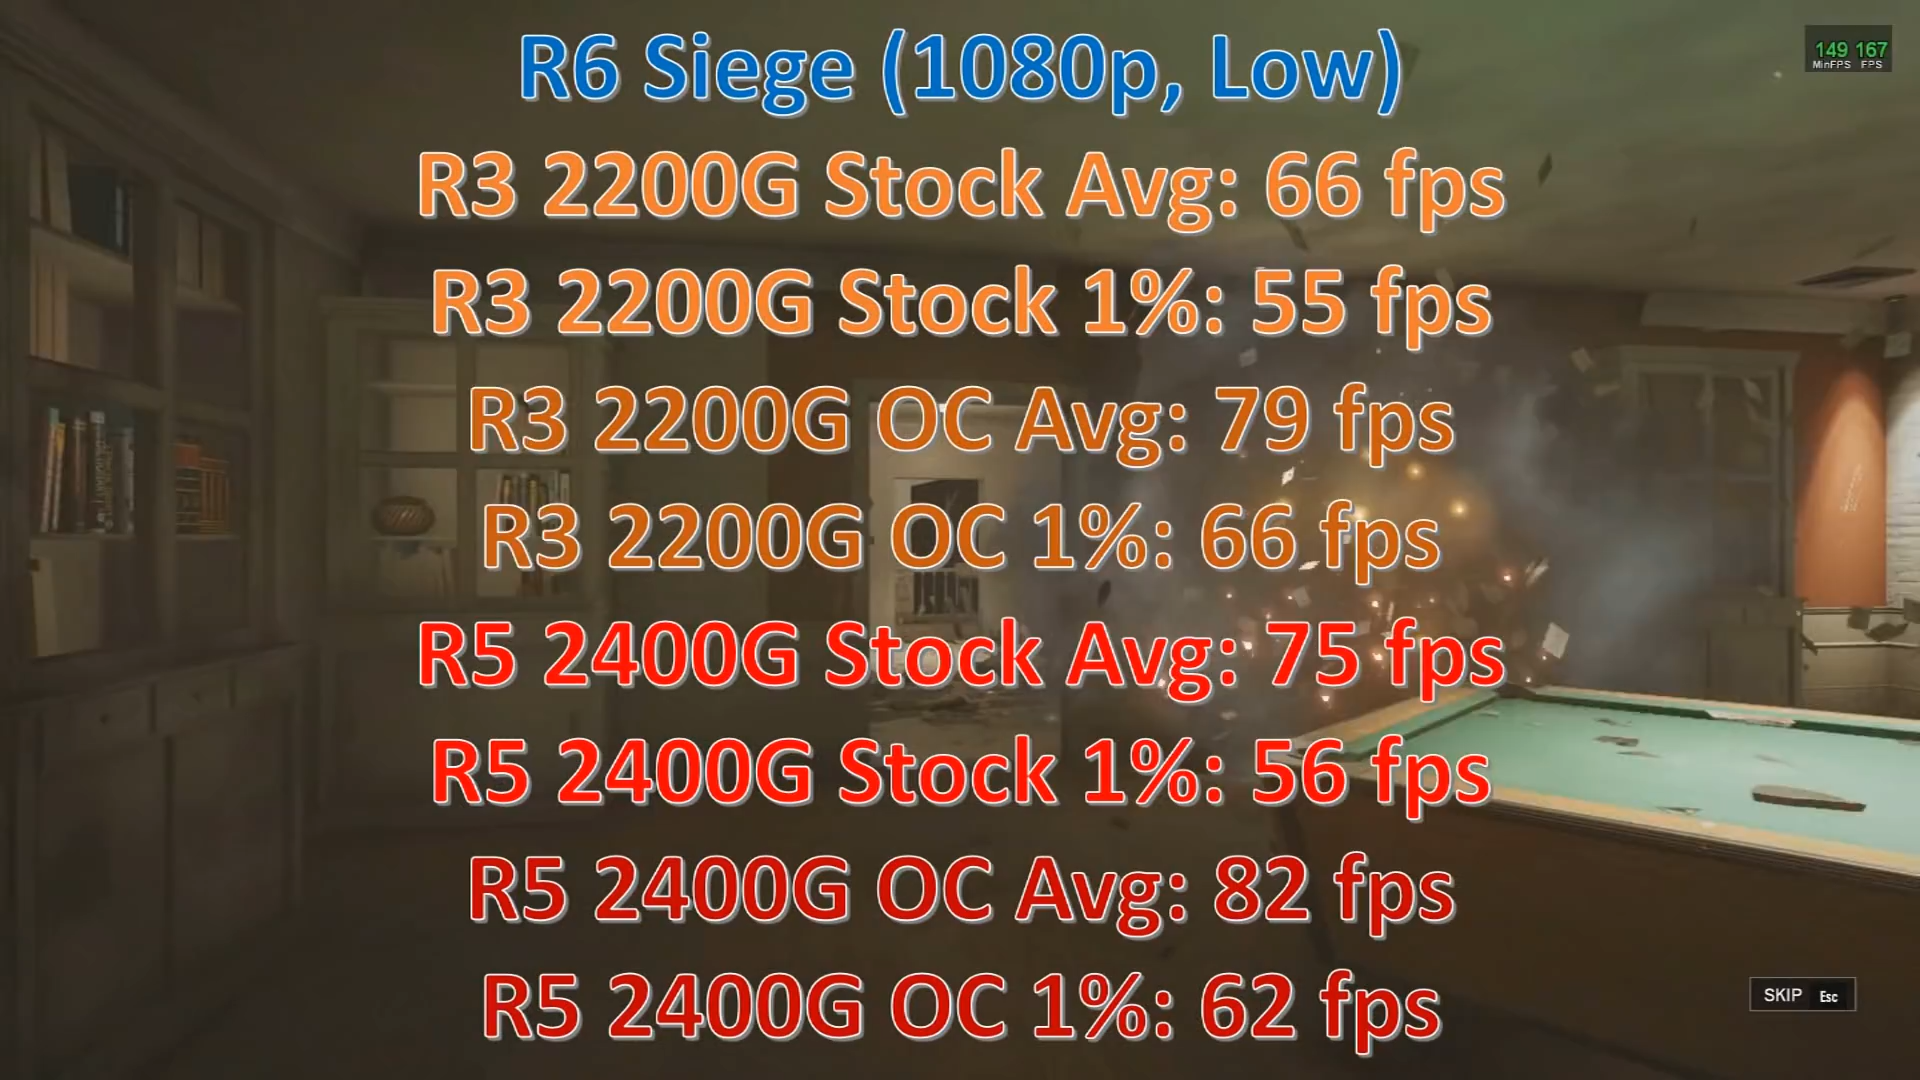 R6 Siege (1080p, Low)
149 167
MinFPS FPS
R3 2200G Stock Avg: 66 fps
R3 2200G Stock 1%: 55 fps
R3 2200G OC Avg: 79 fps
R3 2200G OC 1%: 66 fps
R5 2400G Stock Avg: 75 fps
R5 2400G Stock 1%: 56 fps
R5 2400G OC Avg: 82 fps
R5 2400G OC 1%: 62 fps
SKIP Esc